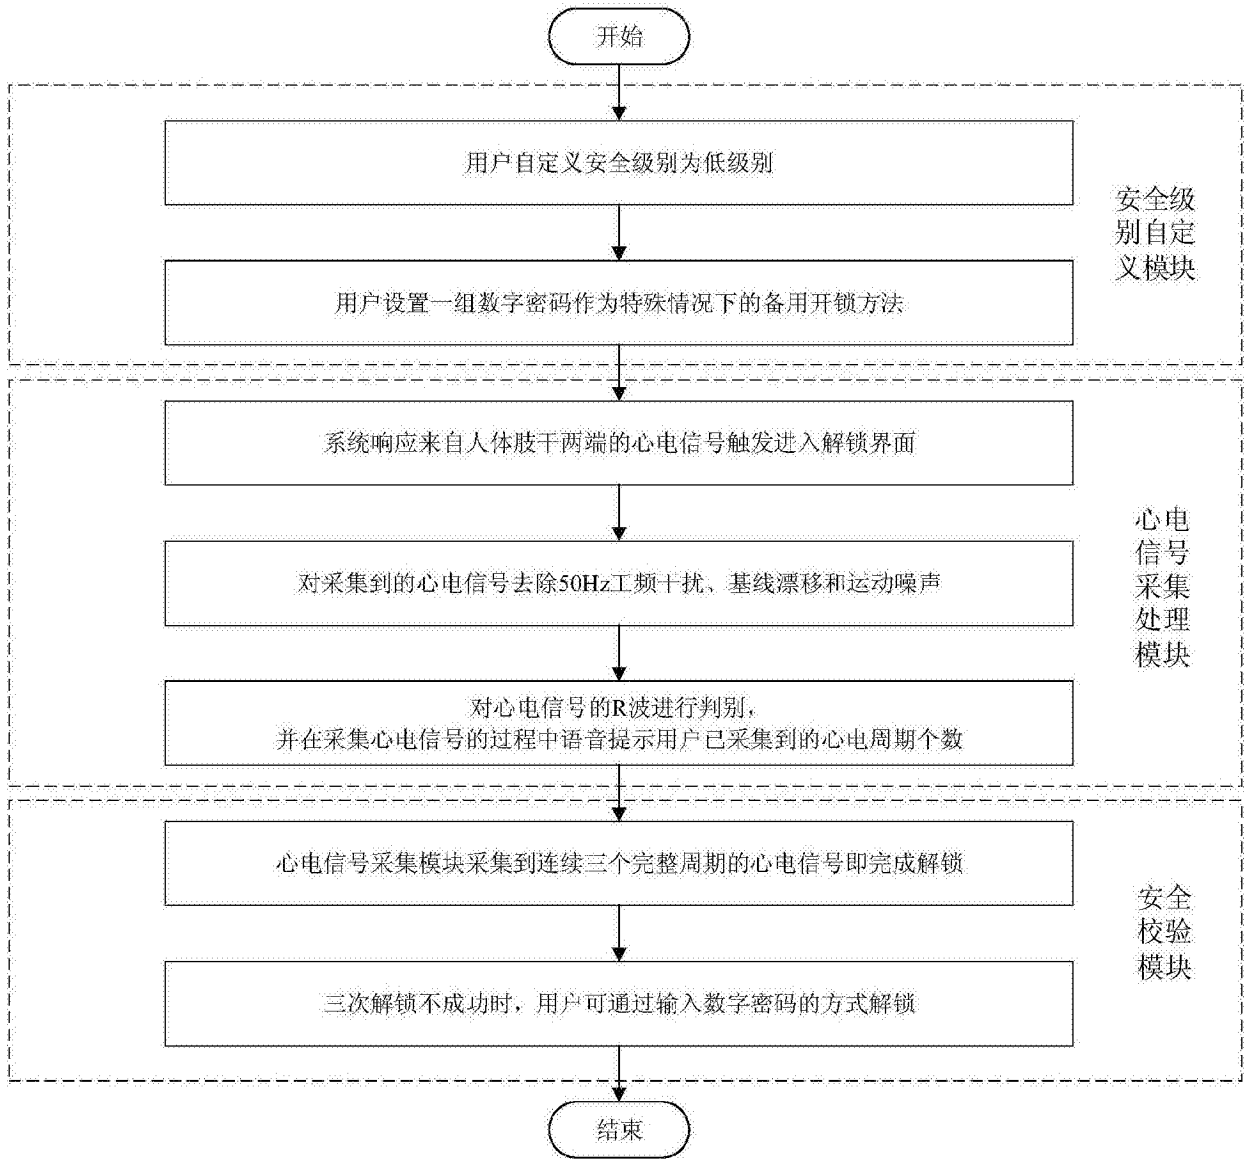 开始
用户自定义安全级别为低级别
用户设置一组数字密码作为特殊情况下的备用开锁方法
安全级
别自定
义模块
系统响应来自人体肢干两端的心电信号触发进入解锁界面
对采集到的心电信号去除50Hz工频干扰、基线漂移和运动噪声
对心电信号的R波进行判别，
并在采集心电信号的过程中语音提示用户已采集到的心电周期个数
心电
信号
采集
处理
模块
心电信号采集模块采集到连续三个完整周期的心电信号即完成解锁
三次解锁不成功时，用户可通过输入数字密码的方式解锁
安全
校验
模块
结束